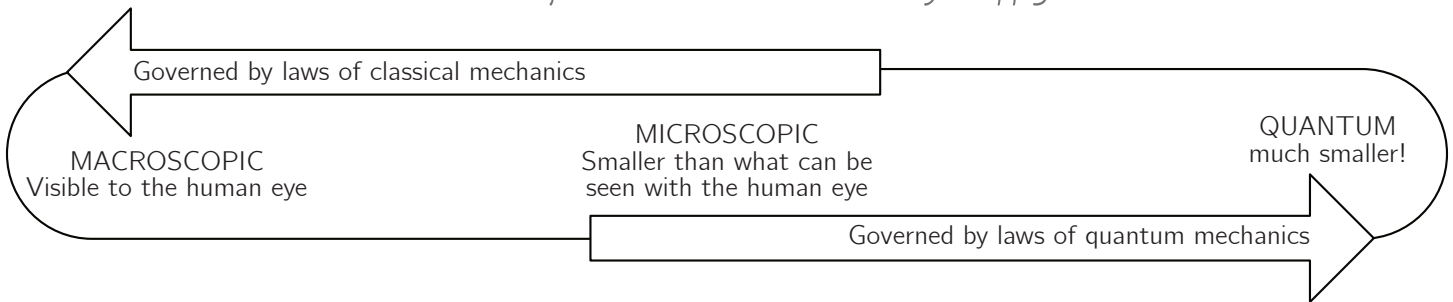 Governed by laws of classical mechanics
MACROSCOPIC
Visible to the human eye
MICROSCOPIC
Smaller than what can be
seen with the human eye
QUANTUM
much smaller!
Governed by laws of quantum mechanics